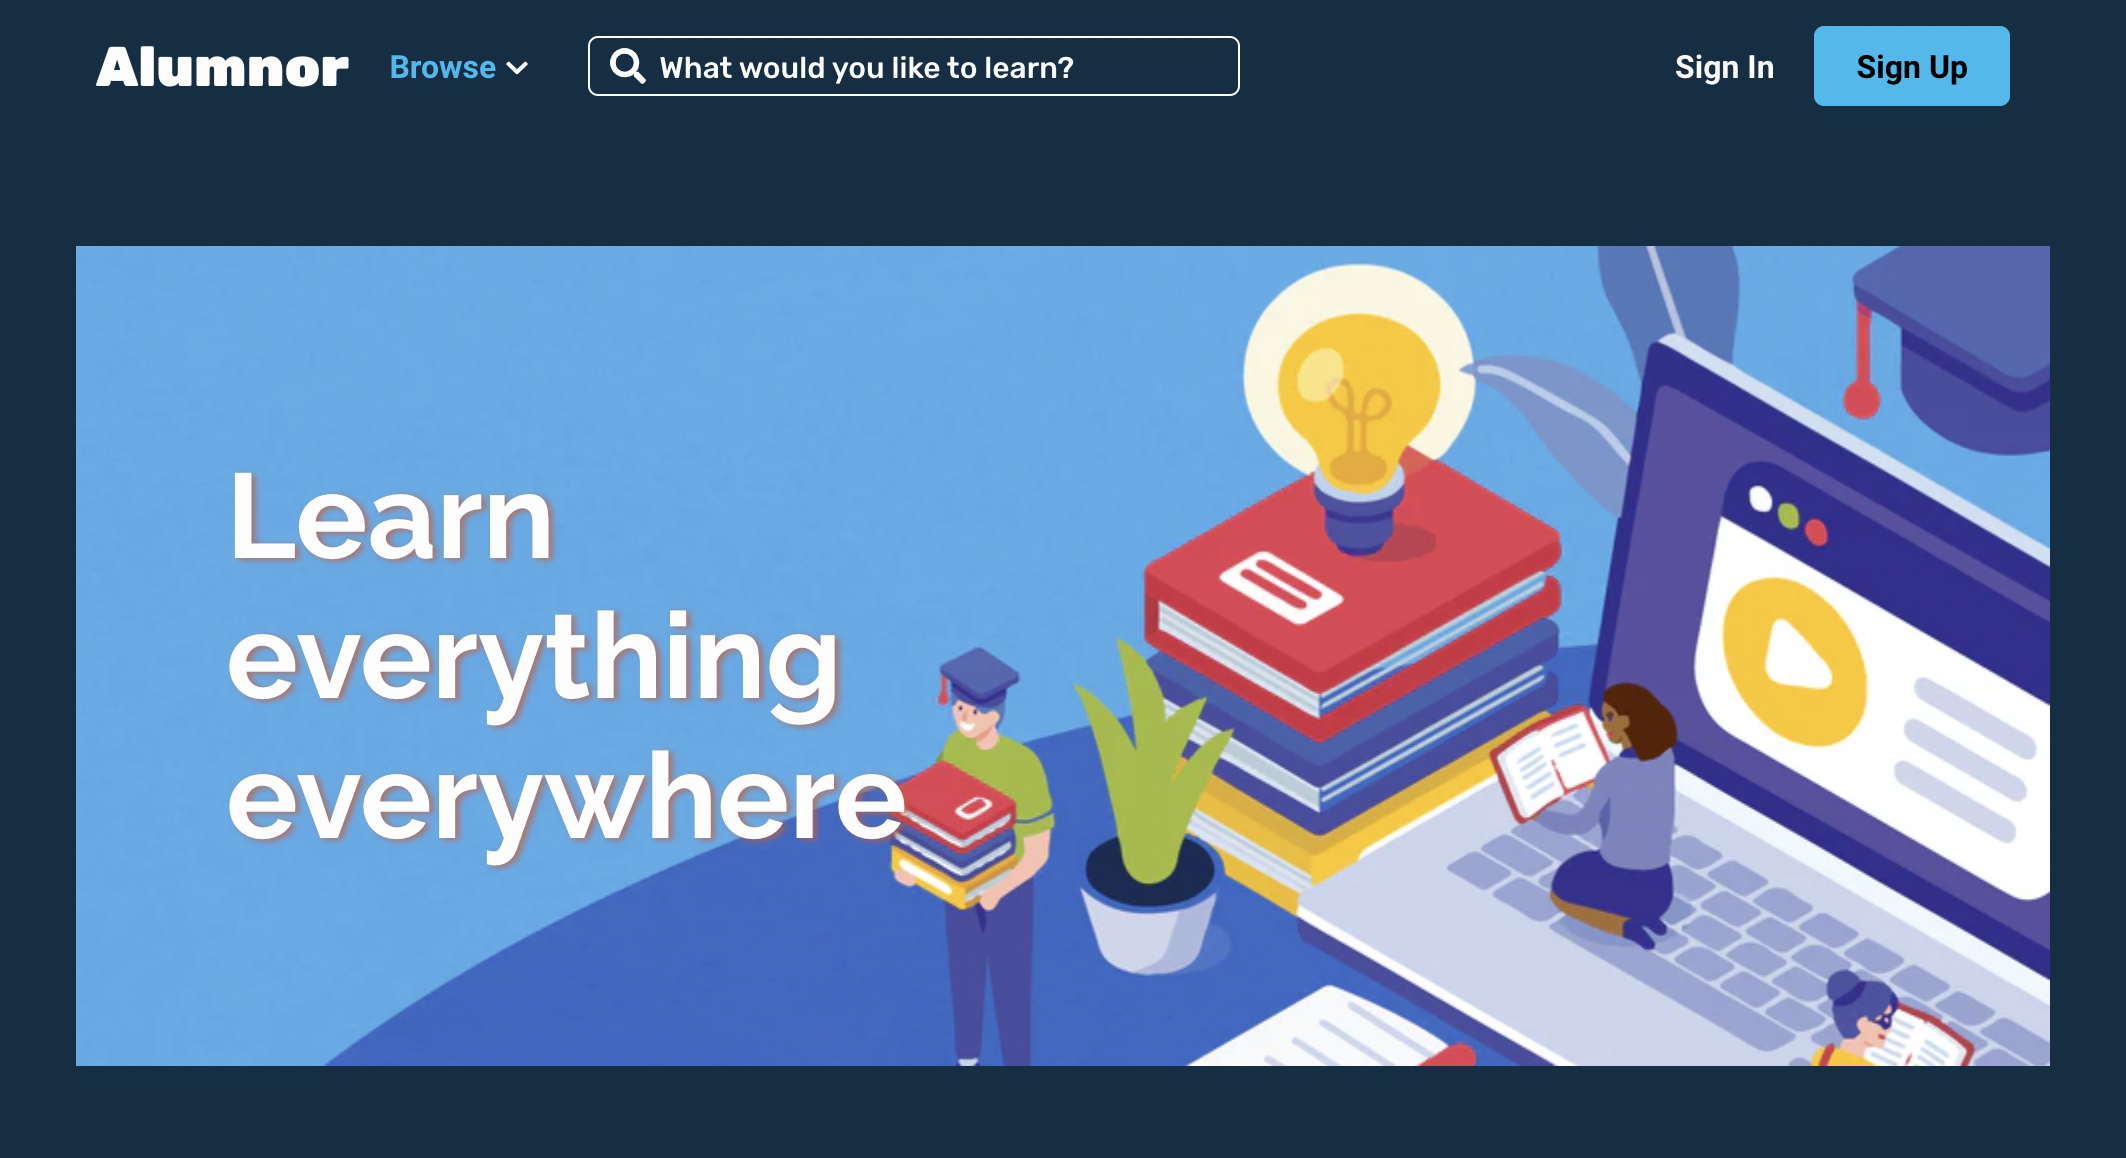 Alumnor
Browse
What would you like to learn?
Sign In
Sign Up
Learn
everything
everywhere